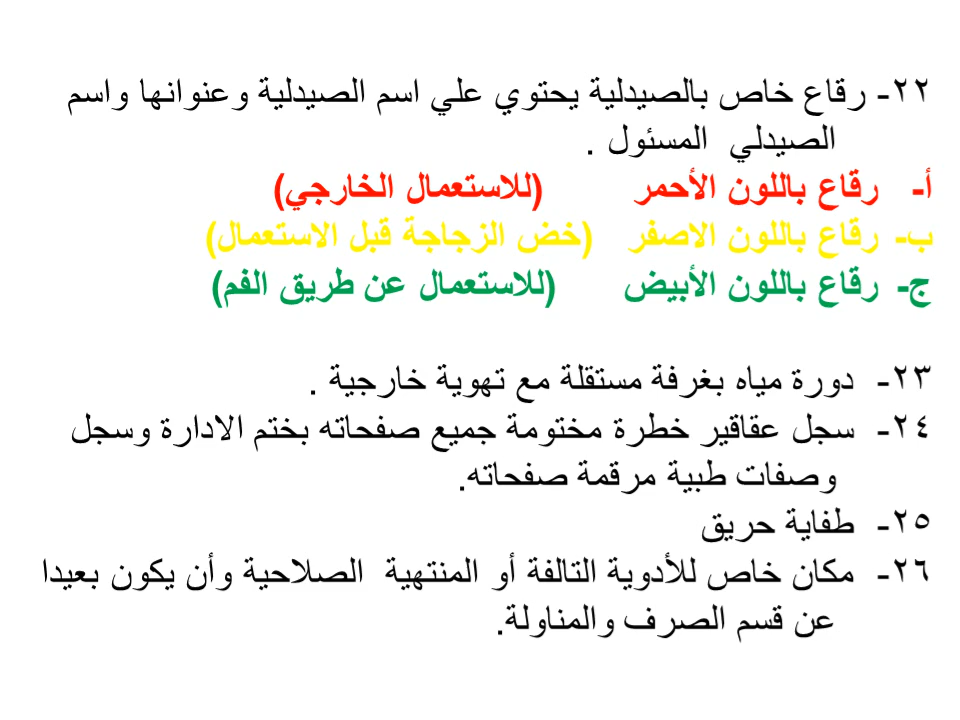 ٢٢- رقاع خاص بالصيدلية يحتوي علي اسم الصيدلية وعنوانها واسم
الصيدلي المسئول .
أ- رقاع باللون الأحمر (للاستعمال الخارجي)
ب- رقاع باللون الاصفر (خض الزجاجة قبل الاستعمال)
ج- رقاع باللون الأبيض (للاستعمال عن طريق الفم)
٢٣- دورة مياه بغرفة مستقلة مع تهوية خارجية .
٢٤- سجل عقاقير خطرة مختومة جميع صفحاته بختم الادارة وسجل
وصفات طبية مرقمة صفحاته.
٢٥- طفاية حريق
٢٦- مكان خاص للأدوية التالفة أو المنتهية الصلاحية وأن يكون بعيدا
عن قسم الصرف والمناولة.